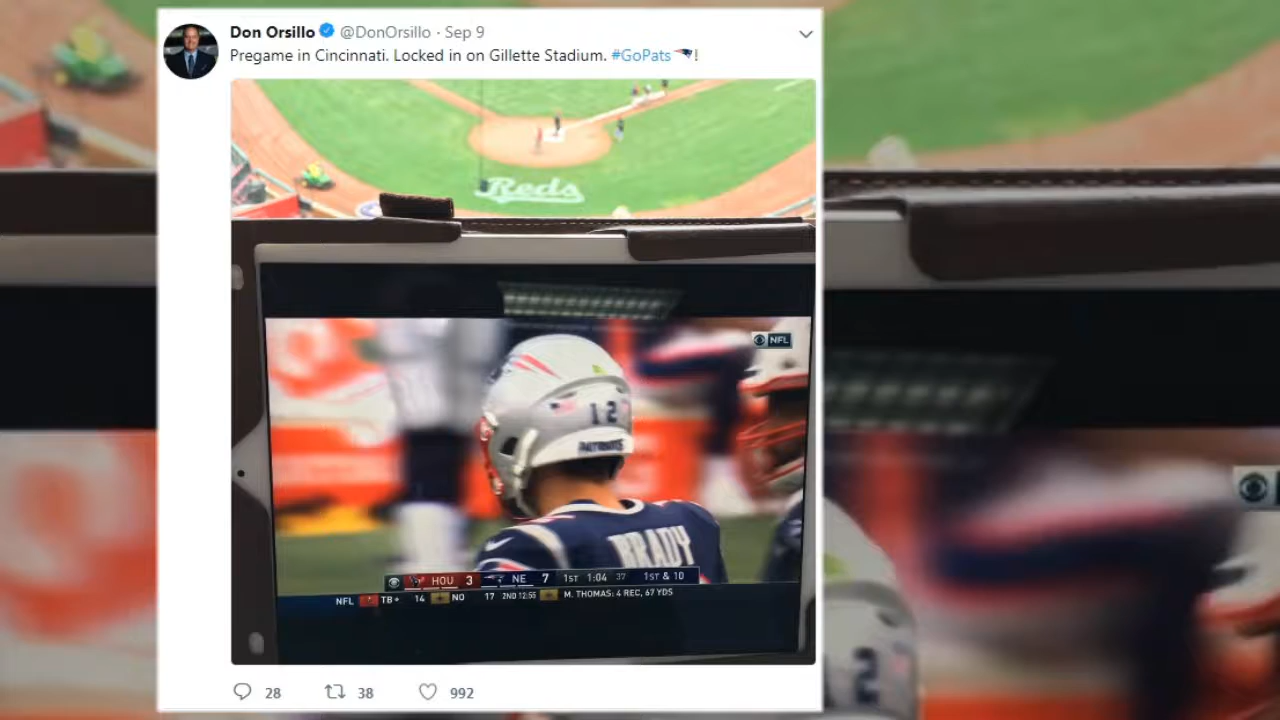 Don Orsillo @DonOrsillo · Sep 9
Pregame in Cincinnati. Locked in on Gillette Stadium. #GoPats !
Reds
NFL
12
PATRIOTS
BRADY
HOU 3 NE 7 1ST 1:04 37 1ST & 10
NFL TB 14 NO 17 2ND 12:55 M. THOMAS: 4 REC, 67 YDS
28 38 992
2